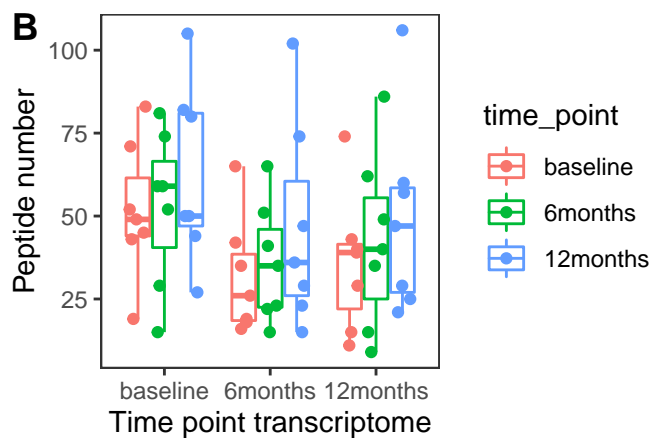 B
100
75
50
25
Peptide number
baseline 6months 12months
Time point transcriptome
time_point
baseline
6months
12months